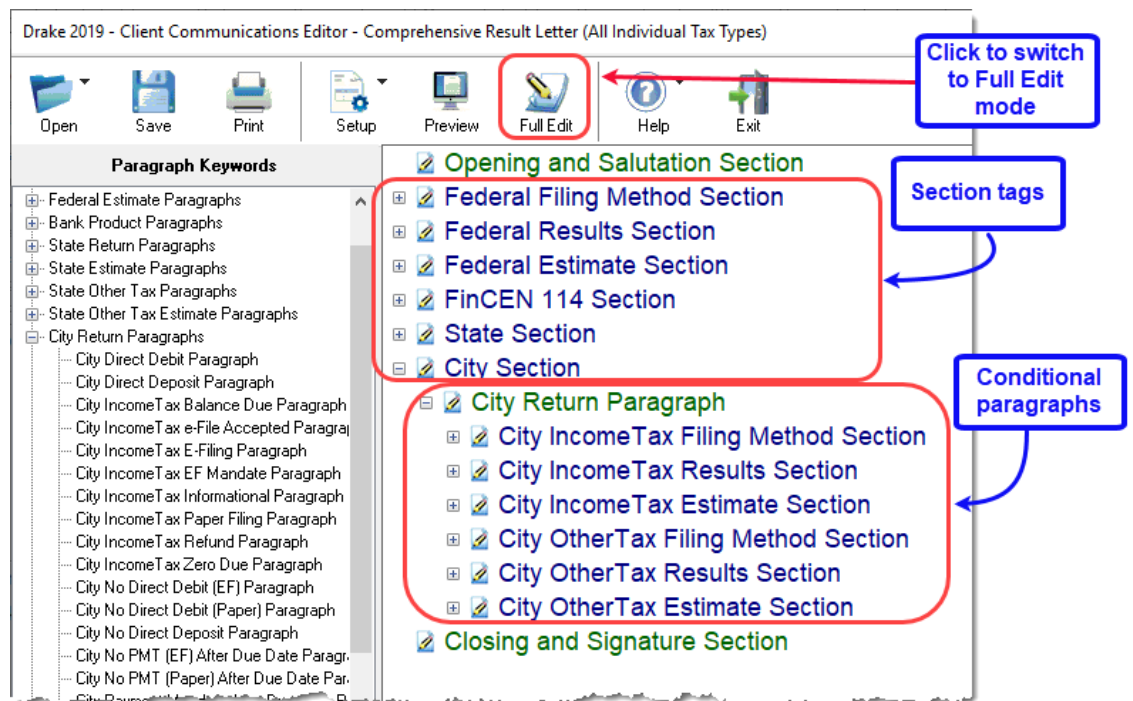 Drake 2019 - Client Communications Editor - Comprehensive Result Letter (All Individual Tax Types)
Click to switch
to Full Edit
mode
Open
Save
Print
Setup
Preview
Full Edit
Help
Exit
Paragraph Keywords
Federal Estimate Paragraphs
Bank Product Paragraphs
State Return Paragraphs
State Estimate Paragraphs
State Other Tax Paragraphs
State Other Tax Estimate Paragraphs
City Return Paragraphs
City Direct Debit Paragraph
City Direct Deposit Paragraph
City IncomeTax Balance Due Paragraph
City IncomeTax e-File Accepted Paragra
City IncomeTax E-Filing Paragraph
City IncomeTax EF Mandate Paragraph
City IncomeTax Informational Paragraph
City IncomeTax Paper Filing Paragraph
City IncomeTax Refund Paragraph
City IncomeTax Zero Due Paragraph
City No Direct Debit (EF) Paragraph
City No Direct Debit (Paper) Paragraph
City No Direct Deposit Paragraph
City No PMT (EF) After Due Date Paragr
City No PMT (Paper) After Due Date Par
Opening and Salutation Section
Federal Filing Method Section
Federal Results Section
Federal Estimate Section
FinCEN 114 Section
State Section
City Section
City Return Paragraph
City IncomeTax Filing Method Section
City IncomeTax Results Section
City IncomeTax Estimate Section
City OtherTax Filing Method Section
City OtherTax Results Section
City OtherTax Estimate Section
Closing and Signature Section
Section tags
Conditional
paragraphs